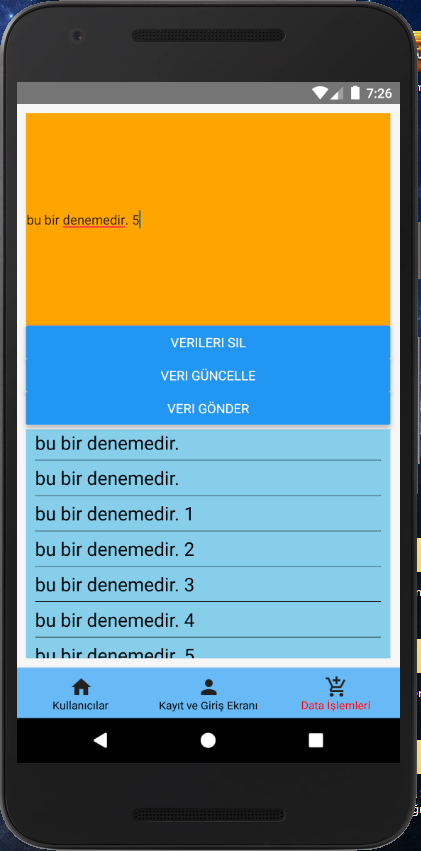 7:26
bu bir denemedir. 5
VERILERI SIL
VERI GÜNCELLE
VERI GÖNDER
bu bir denemedir.
bu bir denemedir.
bu bir denemedir. 1
bu bir denemedir. 2
bu bir denemedir. 3
bu bir denemedir. 4
bu bir denemedir. 5
Kullanıcılar
Kayıt ve Giriş Ekranı
Data İşlemleri